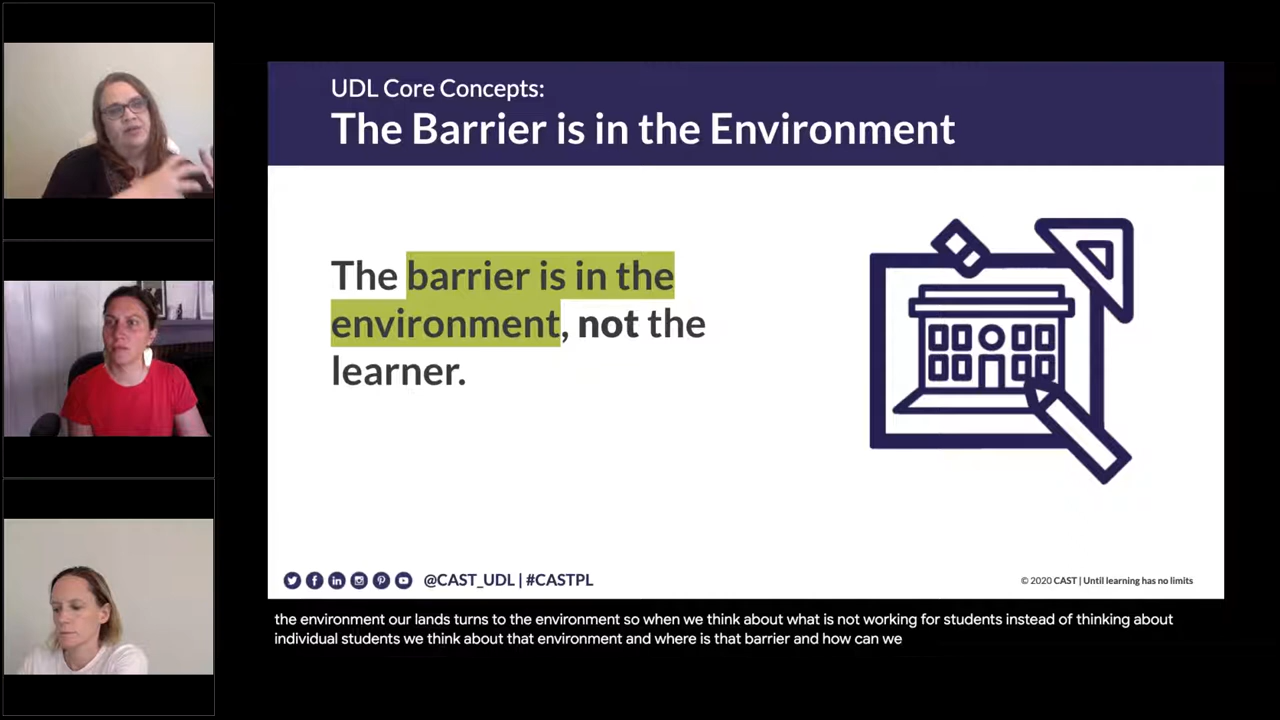 UDL Core Concepts:
The Barrier is in the Environment
The barrier is in the
environment, not the
learner.
@CAST_UDL | #CASTPL
© 2020 CAST | Until learning has no limits
the environment our lands turns to the environment so when we think about what is not working for students instead of thinking about
individual students we think about that environment and where is that barrier and how can we